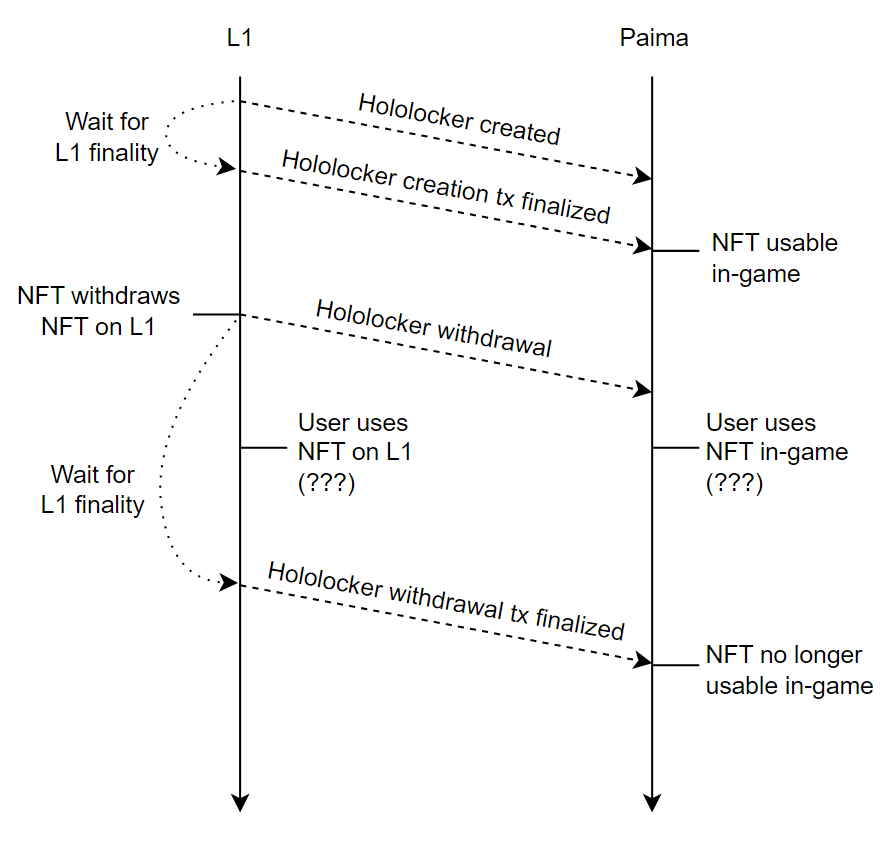 L1
Paima
Hololocker created
Wait for
L1 finality
Hololocker creation tx finalized
NFT usable
in-game
NFT withdraws
NFT on L1
Hololocker withdrawal
User uses
NFT on L1
(???)
User uses
NFT in-game
(???)
Wait for
L1 finality
Hololocker withdrawal tx finalized
NFT no longer
usable in-game